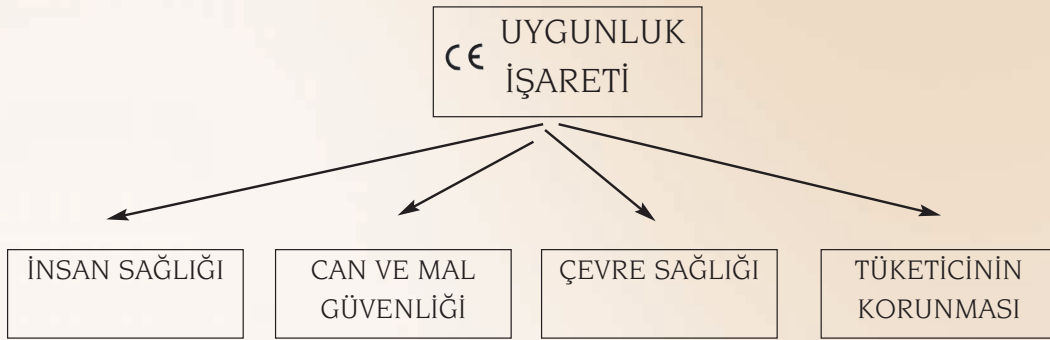 CE UYGUNLUK
İŞARETİ
İNSAN SAĞLIĞI
CAN VE MAL
GÜVENLİĞİ
ÇEVRE SAĞLIĞI
TÜKETİCİNİN
KORUNMASI